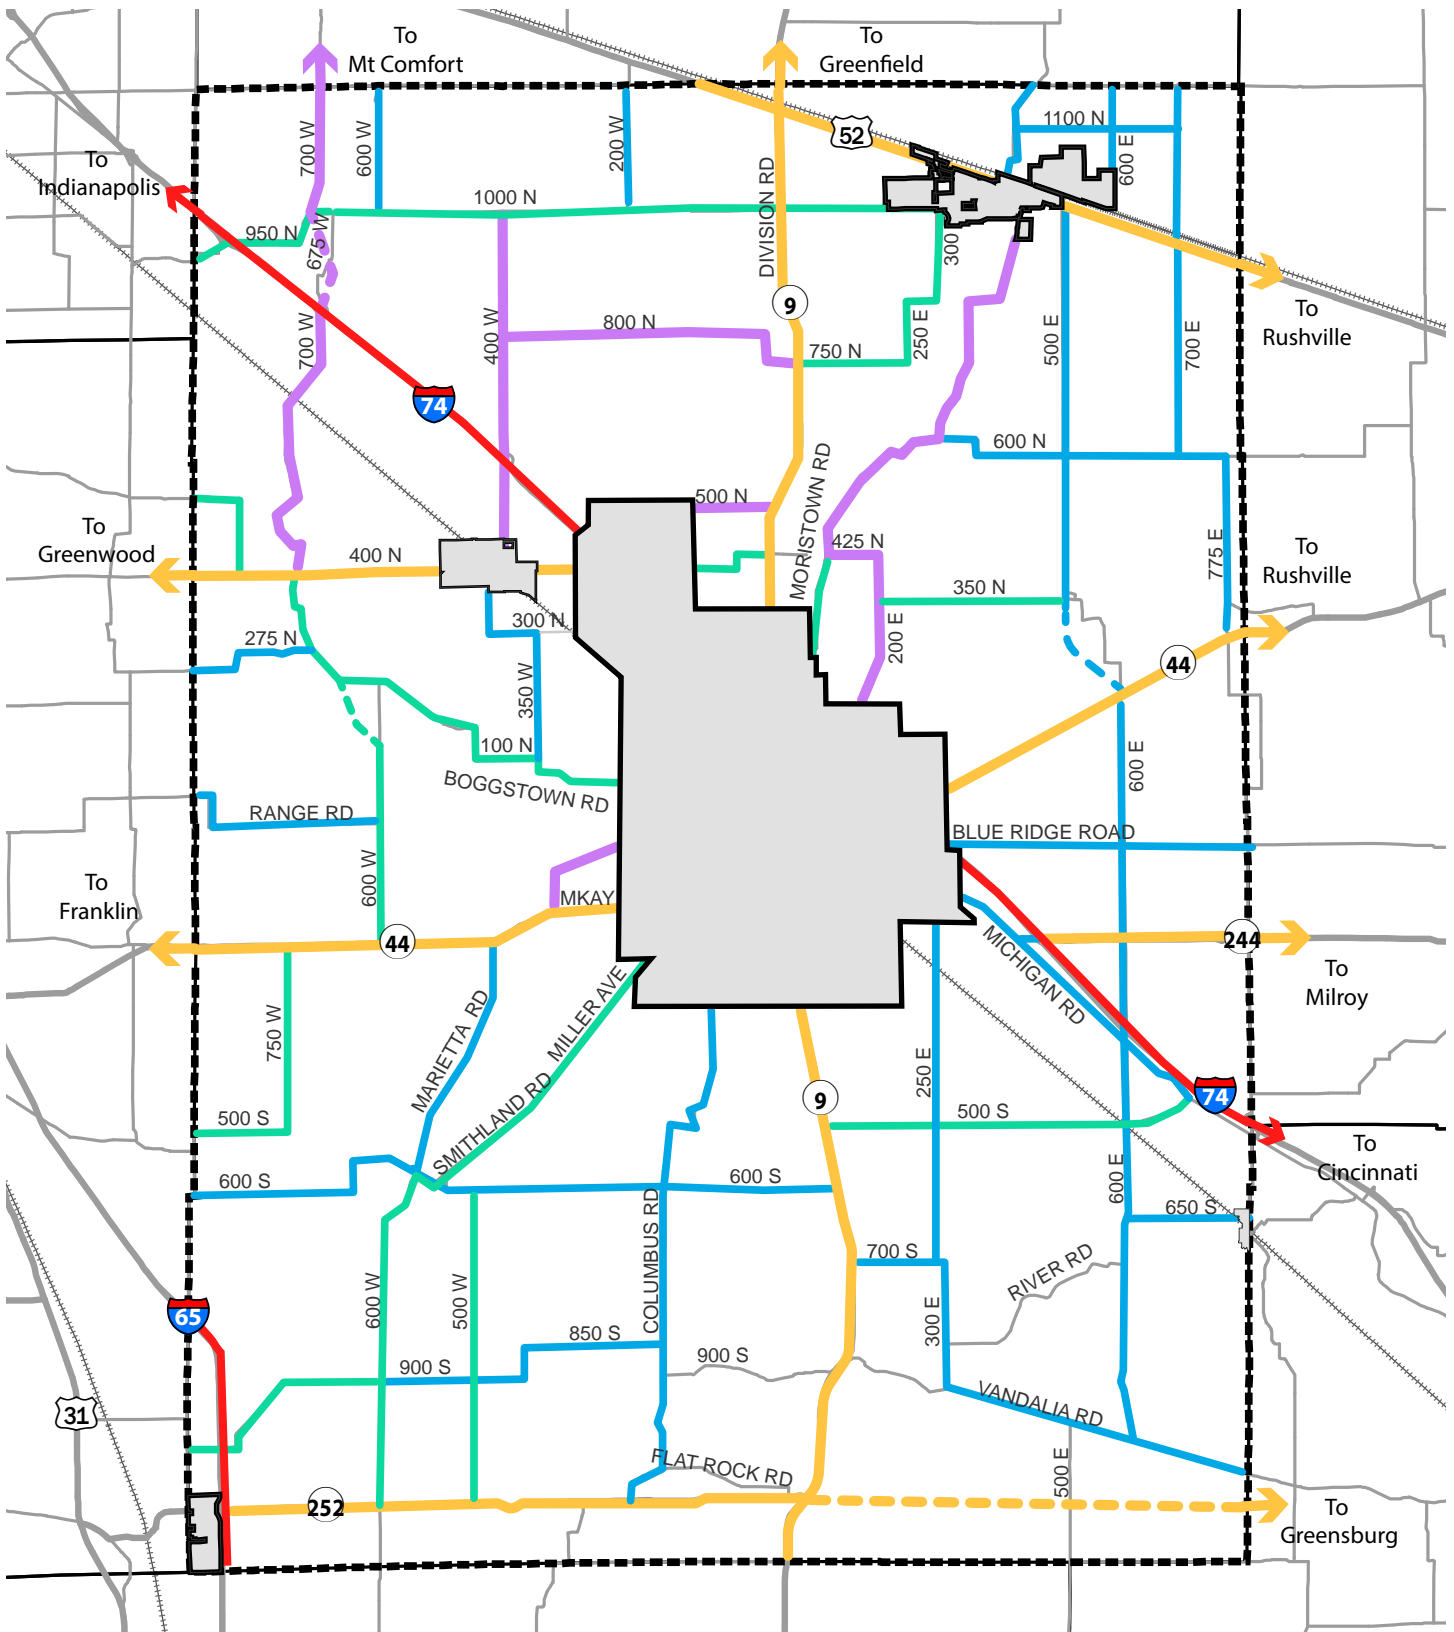 To
Mt Comfort
To
Greenfield
52
1100 N
700 W
600 W
200 W
DIVISION RD
600 E
To
Indianapolis
1000 N
950 N
675 W
300
9
To
Rushville
800 N
750 N
250 E
700 W
400 W
500 E
700 E
74
600 N
MORISTOWN RD
500 N
425 N
775 E
To
Greenwood
400 N
To
Rushville
350 N
300 N
275 N
200 E
44
350 W
100 N
BOGGSTOWN RD
600 E
RANGE RD
BLUE RIDGE ROAD
600 W
To
Franklin
MKAY
44
244
MICHIGAN RD
To
Milroy
750 W
MARIETTA RD
MILLER AVE
SMITHLAND RD
250 E
9
74
500 S
500 S
To
Cincinnati
600 S
600 S
600 E
650 S
COLUMBUS RD
700 S
RIVER RD
65
600 W
500 W
300 E
850 S
900 S
900 S
VANDALIA RD
31
FLAT ROCK RD
500 E
252
To
Greensburg